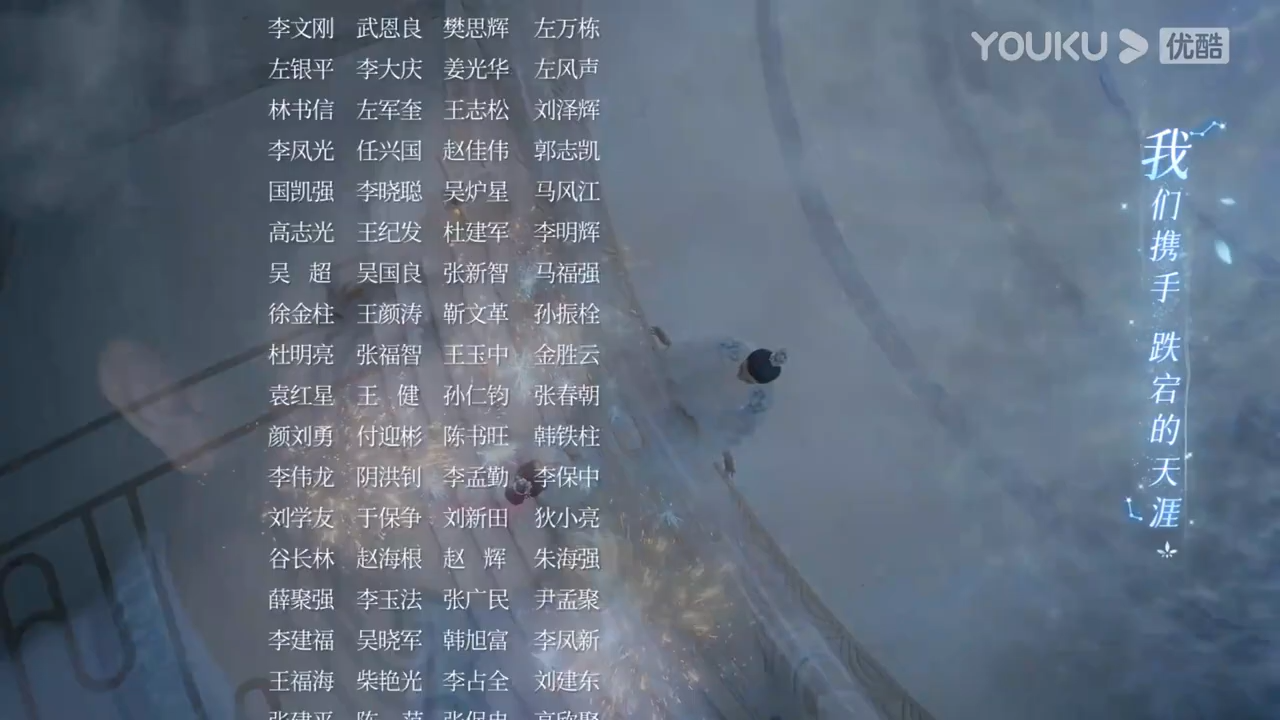 李文刚 武恩良 樊思辉 左万栋
左银平 李大庆 姜光华 左风声
林书信 左军奎 王志松 刘泽辉
李凤光 任兴国 赵佳伟 郭志凯
国凯强 李晓聪 吴炉星 马风江
高志光 王纪发 杜建军 李明辉
吴 超 吴国良 张新智 马福强
徐金柱 王颜涛 靳文革 孙振栓
杜明亮 张福智 王玉中 金胜云
袁红星 王 健 孙仁钧 张春朝
颜刘勇 付迎彬 陈书旺 韩铁柱
李伟龙 阴洪钊 李孟勤 李保中
刘学友 于保争 刘新田 狄小亮
谷长林 赵海根 赵 辉 朱海强
薛聚强 李玉法 张广民 尹孟聚
李建福 吴晓军 韩旭富 李凤新
王福海 柴艳光 李占全 刘建东
YOUKU 优酷
我们携手 跌宕的天涯